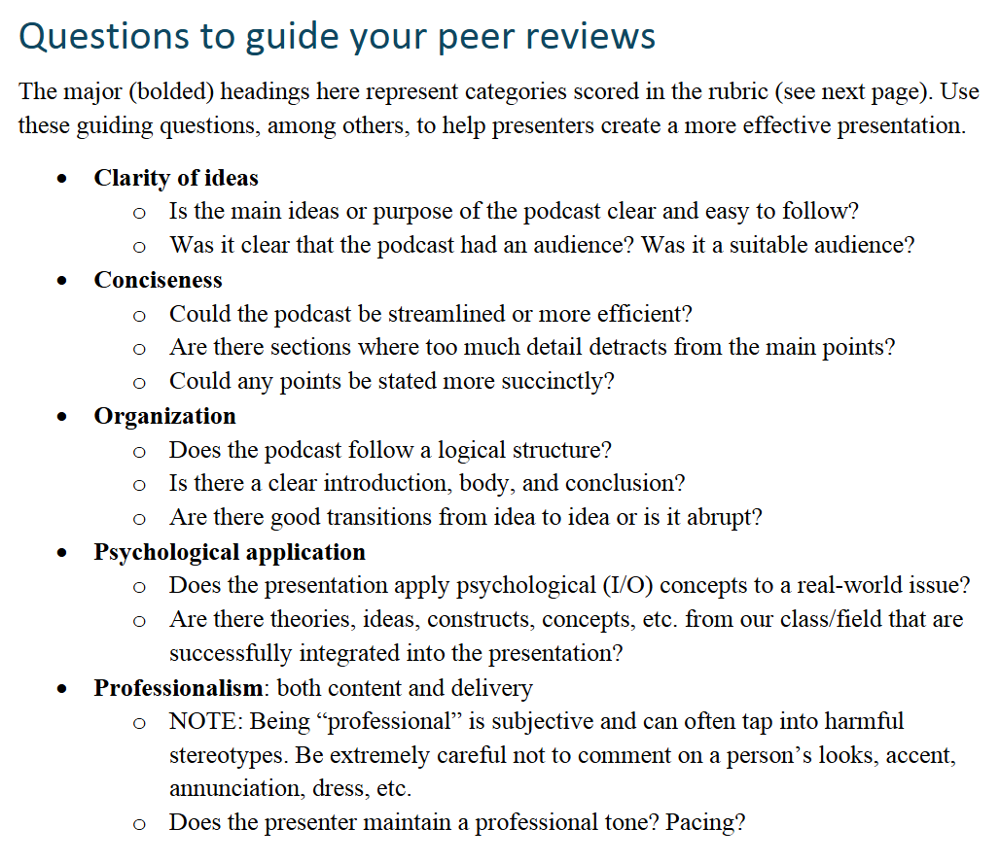 Questions to guide your peer reviews
The major (bolded) headings here represent categories scored in the rubric (see next page). Use
these guiding questions, among others, to help presenters create a more effective presentation.
• Clarity of ideas
o Is the main ideas or purpose of the podcast clear and easy to follow?
o Was it clear that the podcast had an audience? Was it a suitable audience?
• Conciseness
o Could the podcast be streamlined or more efficient?
o Are there sections where too much detail detracts from the main points?
o Could any points be stated more succinctly?
• Organization
o Does the podcast follow a logical structure?
o Is there a clear introduction, body, and conclusion?
o Are there good transitions from idea to idea or is it abrupt?
• Psychological application
o Does the presentation apply psychological (I/O) concepts to a real-world issue?
o Are there theories, ideas, constructs, concepts, etc. from our class/field that are
successfully integrated into the presentation?
• Professionalism: both content and delivery
o NOTE: Being “professional” is subjective and can often tap into harmful
stereotypes. Be extremely careful not to comment on a person’s looks, accent,
annunciation, dress, etc.
o Does the presenter maintain a professional tone? Pacing?